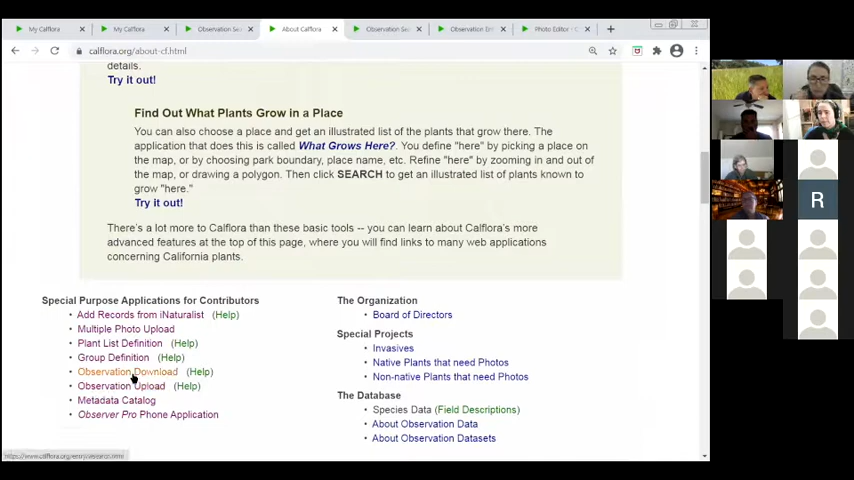 My Calflora
My Calflora
Observation Sea
About Calflora
Observation Sea
Observation En
Photo Editor / C
calflora.org/about-cf.html
details.
Try it out!
Find Out What Plants Grow in a Place
You can also choose a place and get an illustrated list of the plants that grow there. The
application that does this is called What Grows Here?. You define "here" by picking a place on
the map, or by choosing park boundary, place name, etc. Refine "here" by zooming in and out
of the map, or drawing a polygon. Then click SEARCH to get an illustrated list of plants known to
grow "here."
Try it out!
There's a lot more to Calflora than these basic tools -- you can learn about Calflora's more
advanced features at the top of this page, where you will find links to many web applications
concerning California plants.
Special Purpose Applications for Contributors
• Add Records from iNaturalist (Help)
• Multiple Photo Upload
• Plant List Definition (Help)
• Group Definition (Help)
• Observation Download (Help)
• Observation Upload (Help)
• Metadata Catalog
• Observer Pro Phone Application
The Organization
• Board of Directors
Special Projects
• Invasives
• Native Plants that need Photos
• Non-native Plants that need Photos
The Database
• Species Data (Field Descriptions)
• About Observation Data
• About Observation Datasets
R